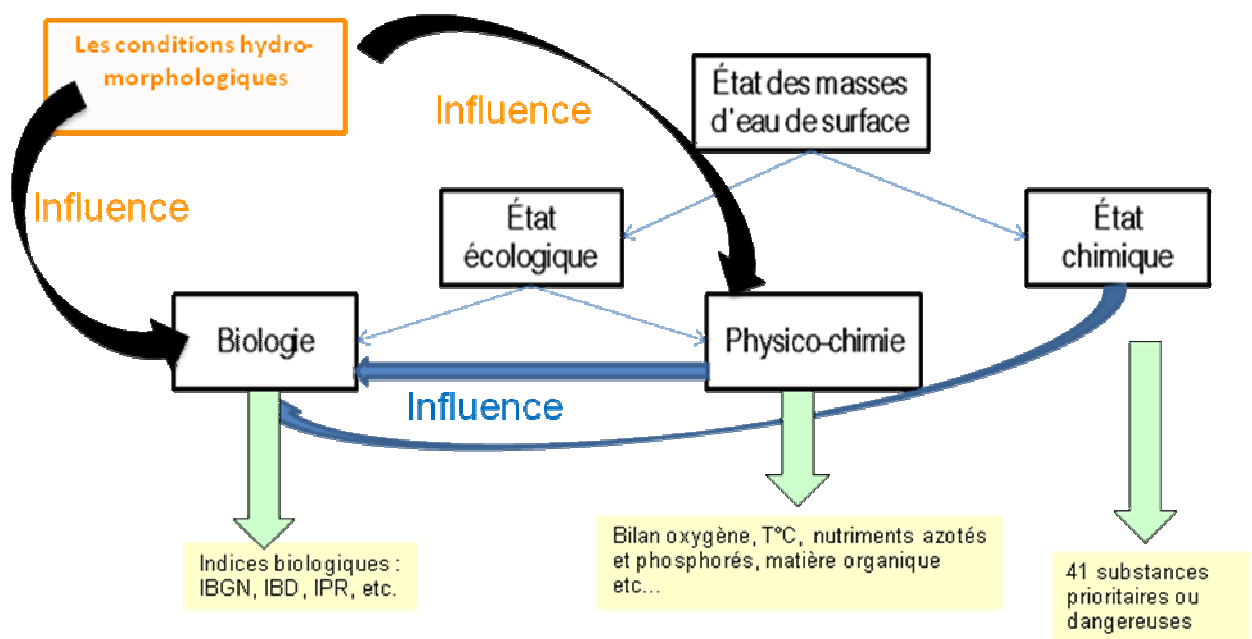 Les conditions hydro-
morphologiques
Influence
État des masses
d'eau de surface
Influence
État
écologique
État
chimique
Biologie
Physico-chimie
Influence
Indices biologiques :
IBGN, IBD, IPR, etc.
Bilan oxygène, T°C, nutriments azotés
et phosphorés, matière organique
etc...
41 substances
prioritaires ou
dangereuses